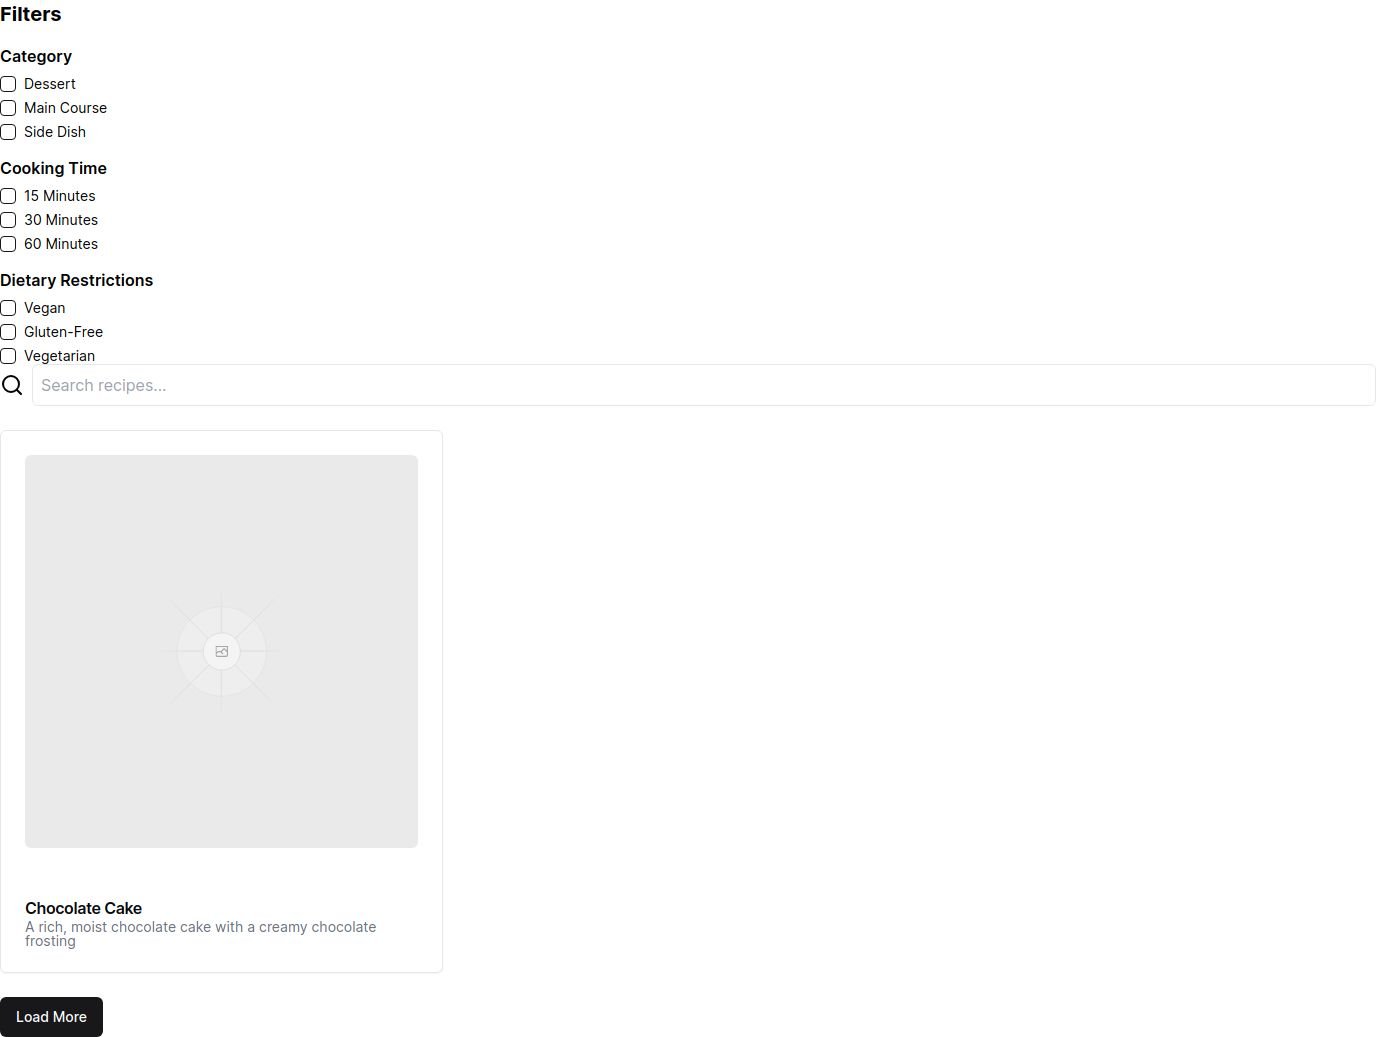 Filters
Category
Dessert
Main Course
Side Dish
Cooking Time
15 Minutes
30 Minutes
60 Minutes
Dietary Restrictions
Vegan
Gluten-Free
Vegetarian
Search recipes...
Chocolate Cake
A rich, moist chocolate cake with a creamy chocolate
frosting
Load More